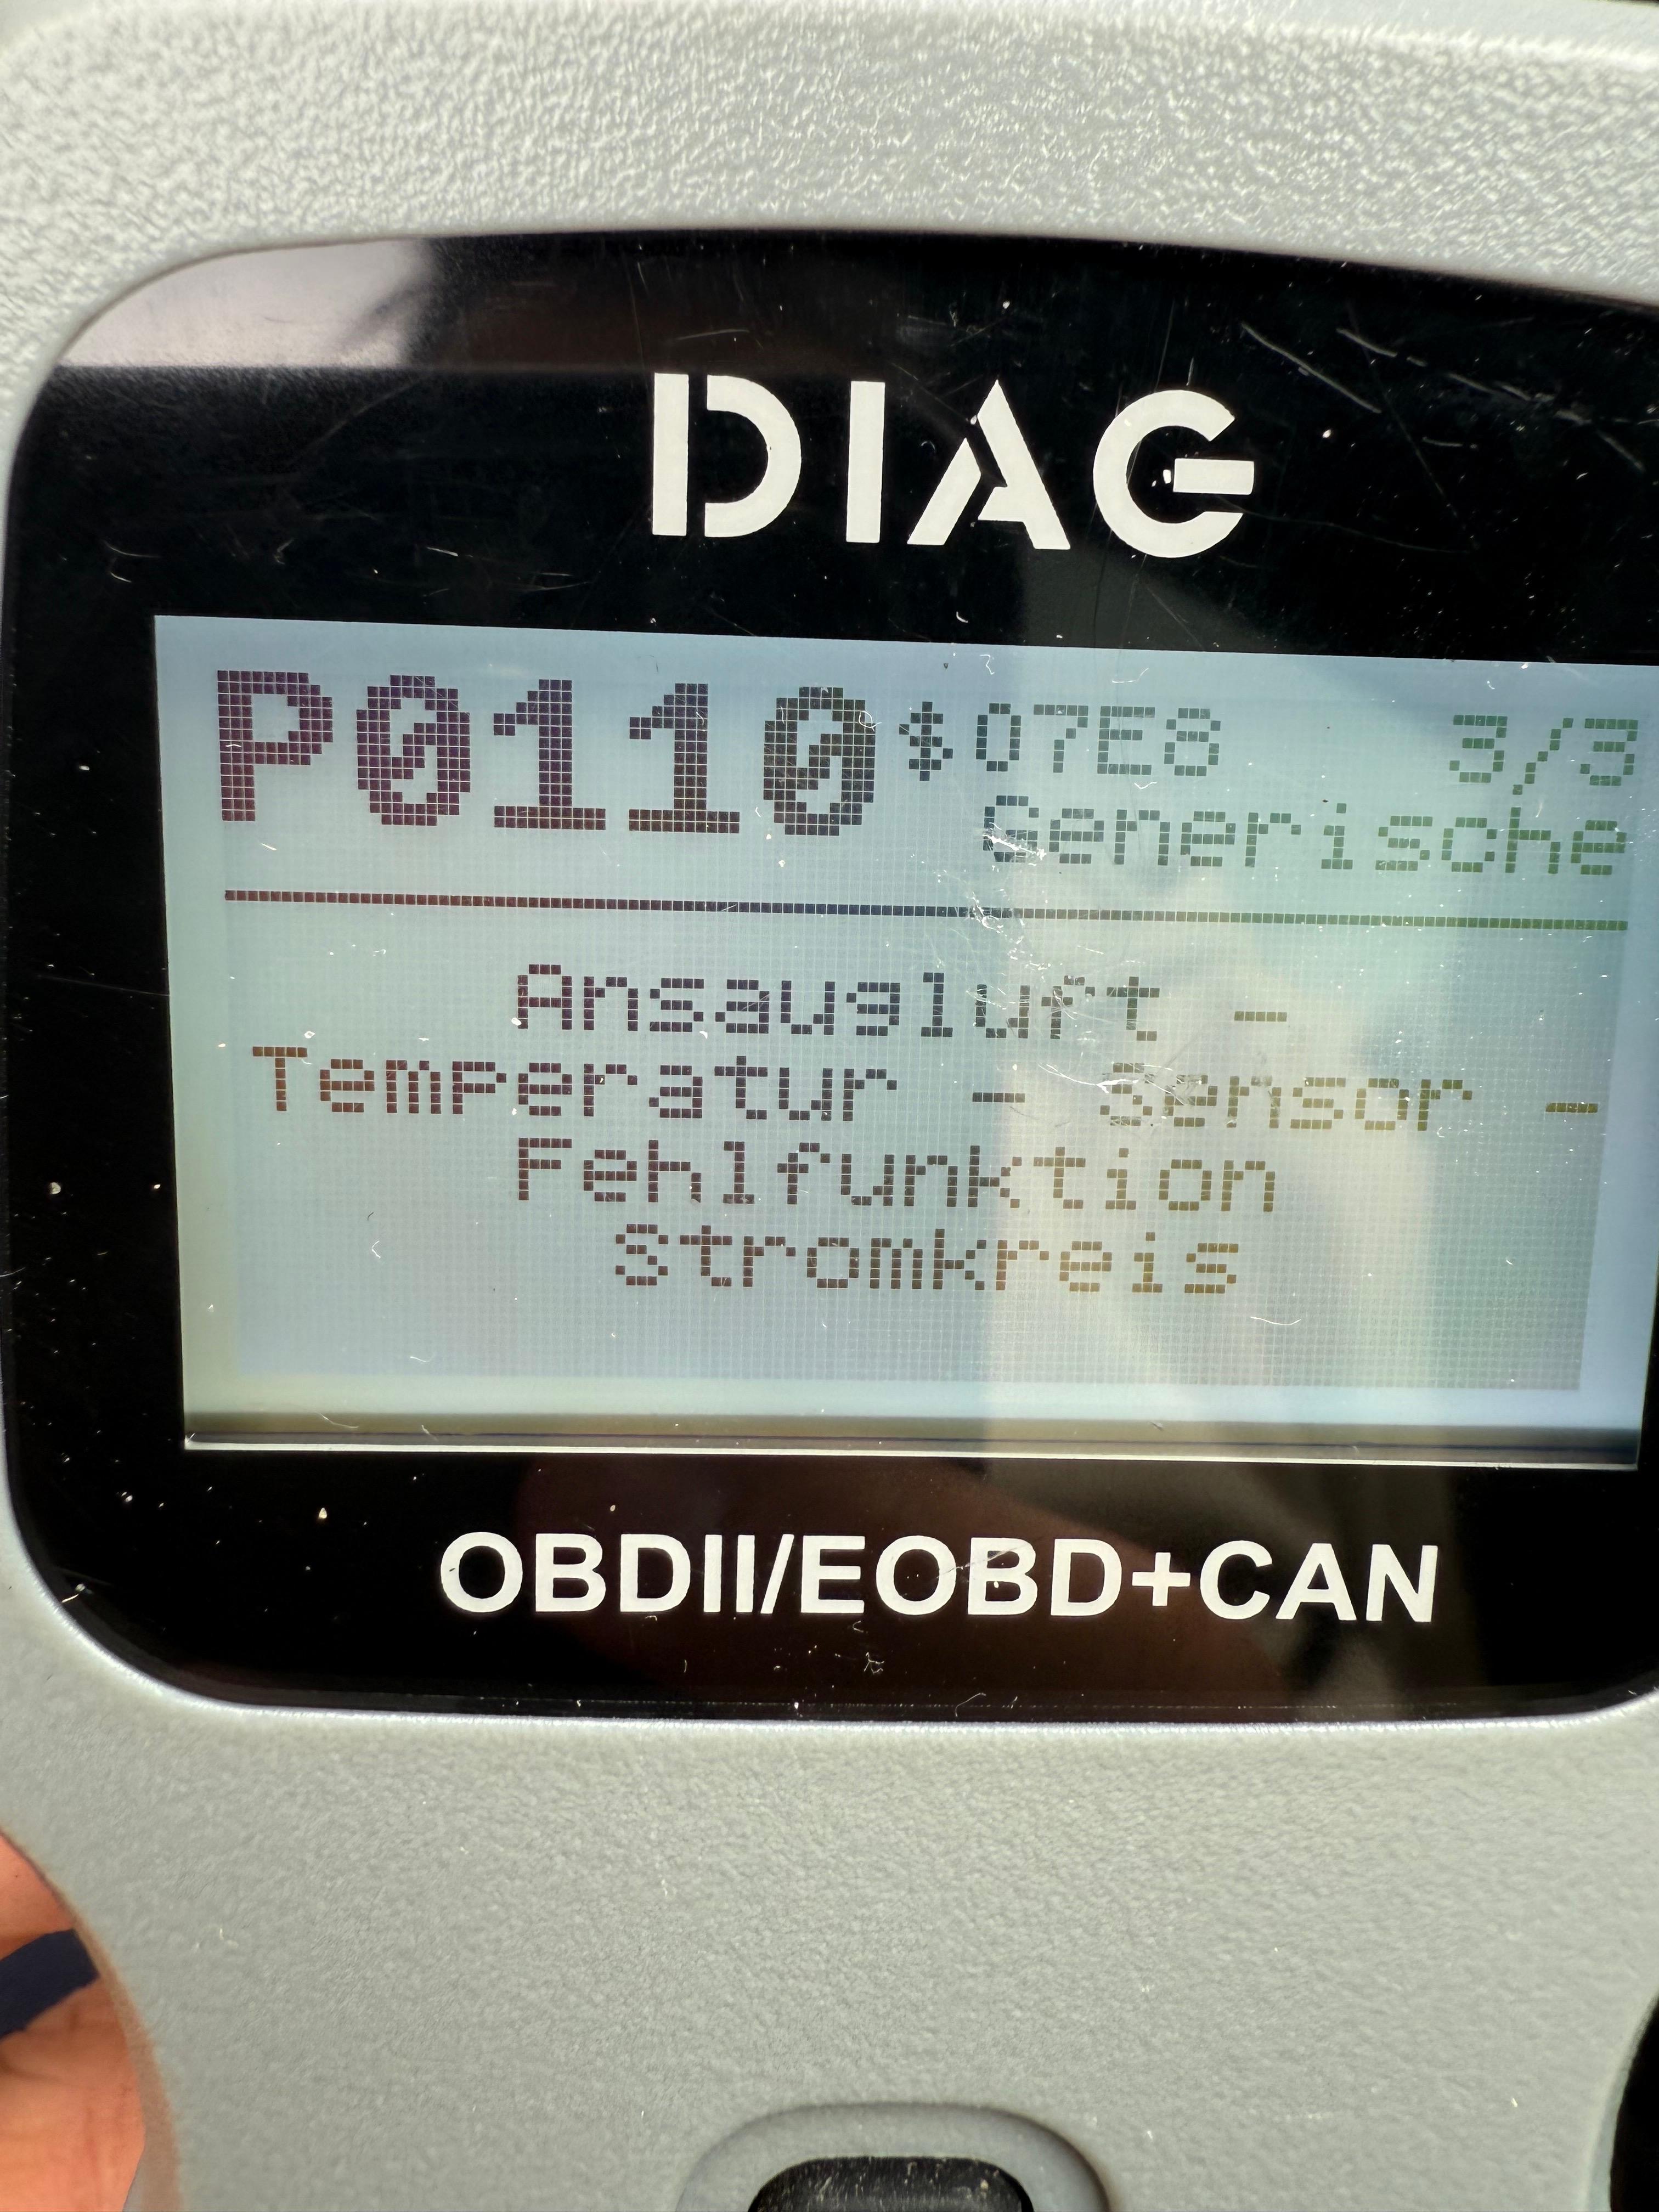 DIAG
P0110 $07E8 3/3
Generische
Ansaugluft -
Temperatur - Sensor -
Fehlfunktion
Stromkreis
OBDII/EOBD+CAN